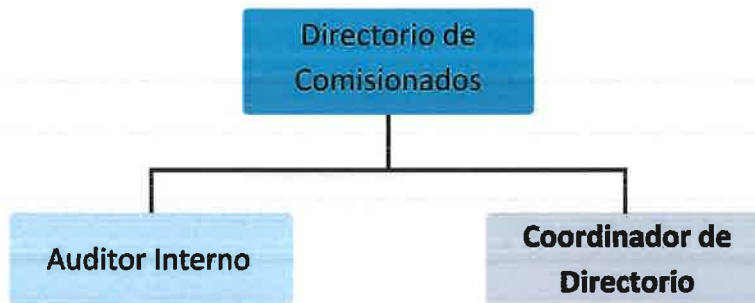 Directorio de
Comisionados
Auditor Interno
Coordinador de
Directorio